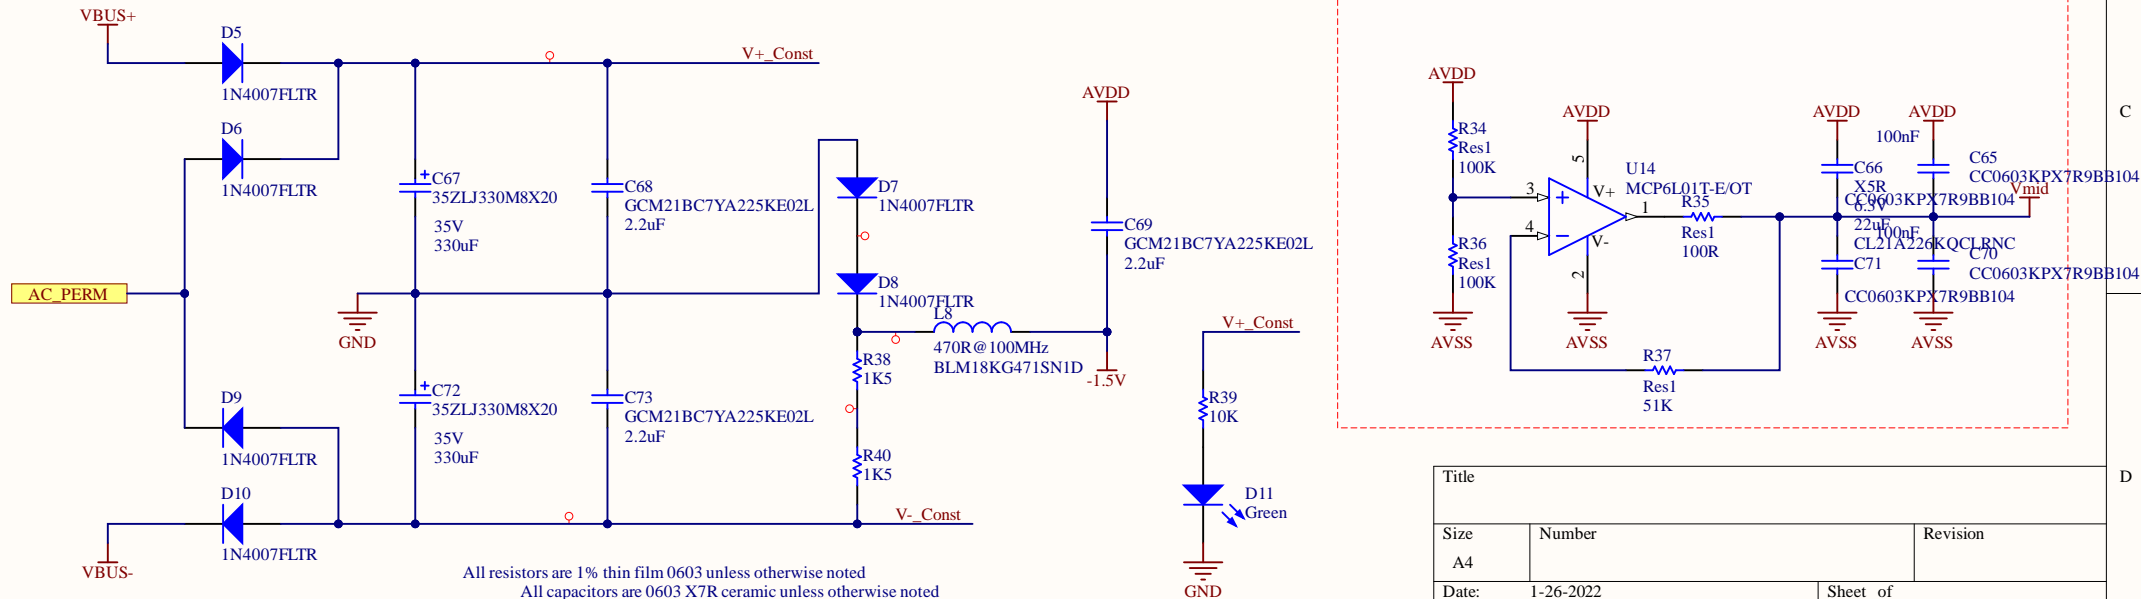 VBUS+
D5
1N4007FLTR
V+_Const
D6
1N4007FLTR
+
C67
35ZLJ330M8X20
35V
330uF
C68
GCM21BC7YA225KE02L
2.2uF
D7
1N4007FLTR
D8
1N4007FLTR
AC_PERM
GND
L8
470R@100MHz
BLM18KG471SN1D
AVDD
C69
GCM21BC7YA225KE02L
2.2uF
-1.5V
R38
1K5
+
C72
35ZLJ330M8X20
35V
330uF
C73
GCM21BC7YA225KE02L
2.2uF
R40
1K5
D9
1N4007FLTR
D10
1N4007FLTR
VBUS-
V-_Const
V+_Const
R39
10K
D11
Green
GND
All resistors are 1% thin film 0603 unless otherwise noted
All capacitors are 0603 X7R ceramic unless otherwise noted
AVDD
R34
Res1
100K
R36
Res1
100K
AVSS
AVDD
5
U14
MCP6L01T-E/OT
V+
3
+
1
4
−
V-
2
AVSS
R35
Res1
100R
R37
Res1
51K
AVDD
AVDD
100nF
C66
X5R
CC0603KPX7R9BB104
6.3V
22uF
100nF
CL21A226KQCLRNC
C71
CC0603KPX7R9BB104
C65
CC0603KPX7R9BB104
Vmid
C70
CC0603KPX7R9BB104
AVSS
AVSS
C
D
Title
Size
Number
Revision
A4
Date:
1-26-2022
Sheet of